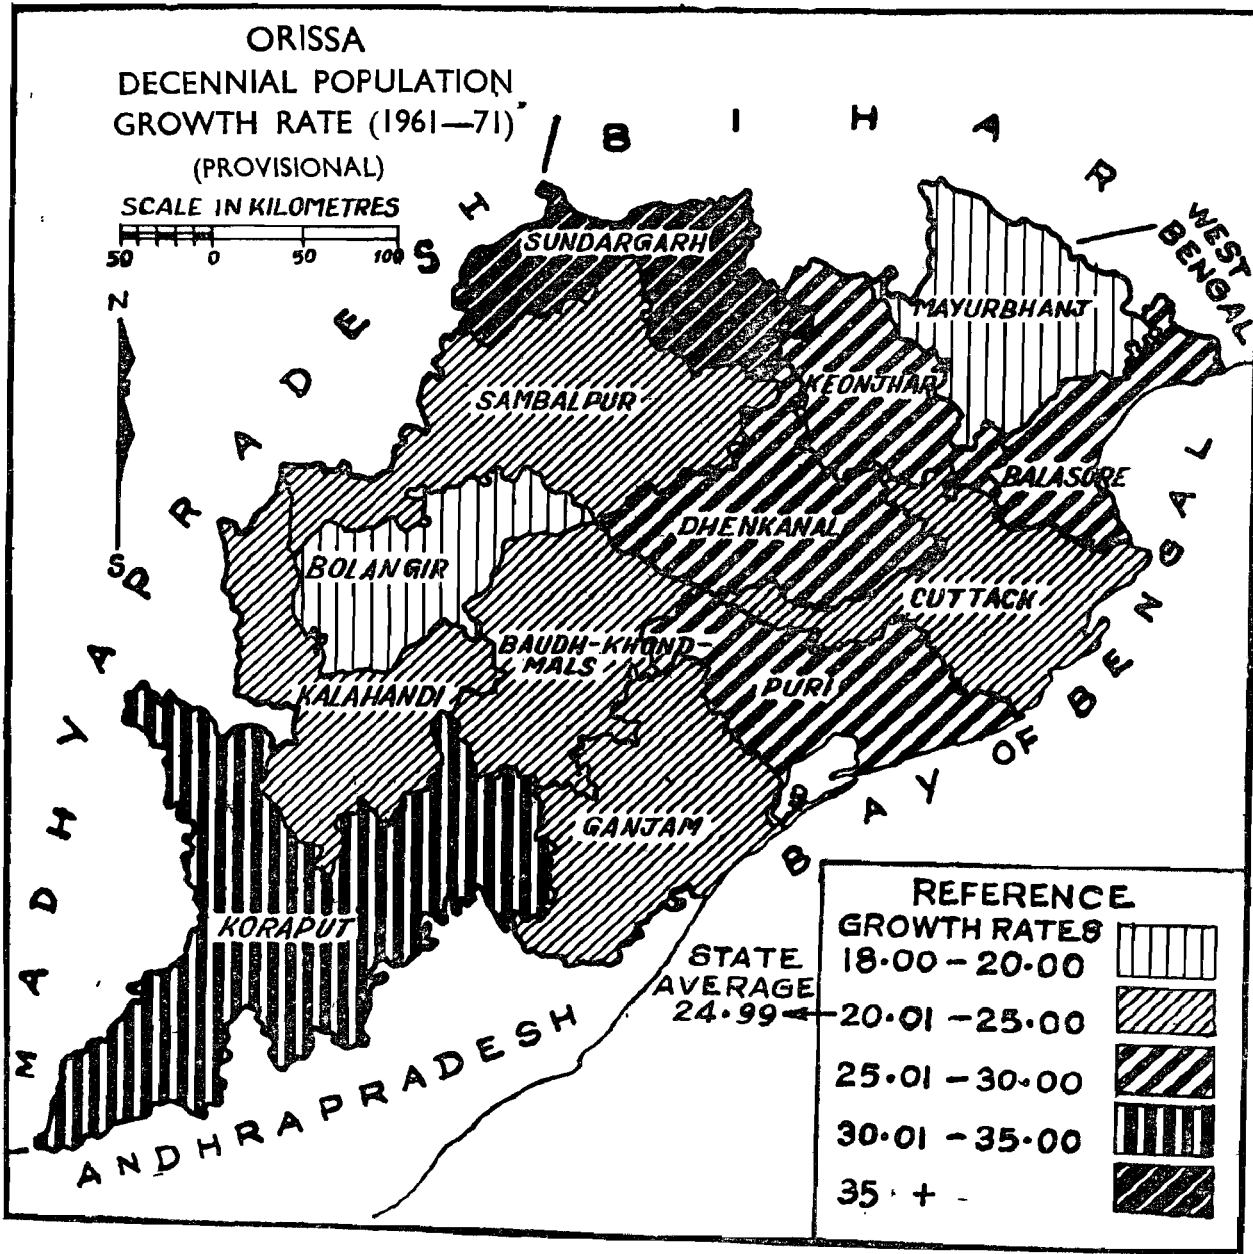 ORISSA
DECENNIAL POPULATION
GROWTH RATE (1961—71)
(PROVISIONAL)
SCALE IN KILOMETRES
50 0 50 100
N
S
BIHAR
WEST
BENGAL
MADHYA PRADESH
SUNDARGARH
MAYURBHANJ
KEONJHAR
SAMBALPUR
BALASORE
DHENKANAL
BOLANGIR
CUTTACK
BAUDH-KHOND-
MALS
PURI
KALAHANDI
GANJAM
KORAPUT
BAY OF BENGAL
ANDHRAPRADESH
REFERENCE
GROWTH RATES
18·00 – 20·00
STATE
AVERAGE
24·99
20·01 – 25·00
25·01 – 30·00
30·01 – 35·00
35 +